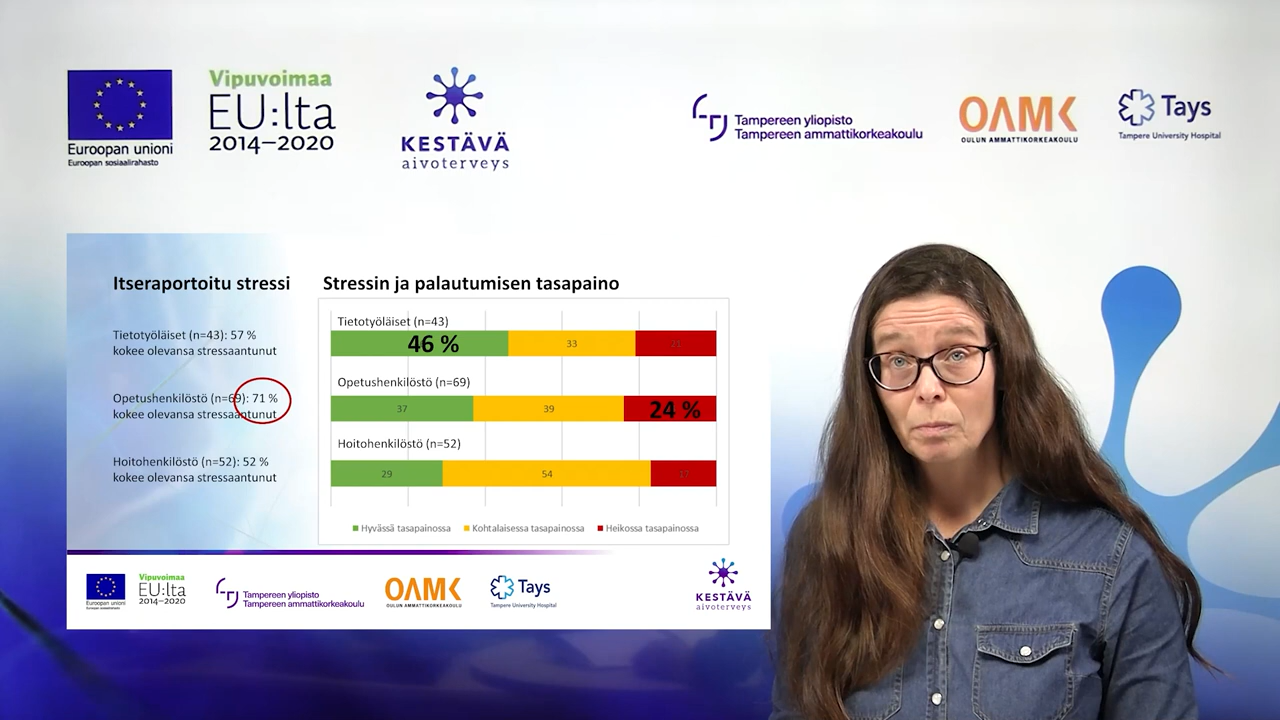 Euroopan unioni
Euroopan sosiaalirahasto
Vipuvoimaa
EU:lta
2014–2020
KESTÄVÄ
aivoterveys
Tampereen yliopisto
Tampereen ammattikorkeakoulu
OAMK
OULUN AMMATTIKORKEAKOULU
Tays
Tampere University Hospital
Itseraportoitu stressi
Tietotyöläiset (n=43): 57 %
kokee olevansa stressaantunut
Opetushenkilöstö (n=69): 71 %
kokee olevansa stressaantunut
Hoitohenkilöstö (n=52): 52 %
kokee olevansa stressaantunut
Stressin ja palautumisen tasapaino
Tietotyöläiset (n=43)
46 % 33 21
Opetushenkilöstö (n=69)
37 39 24 %
Hoitohenkilöstö (n=52)
29 54 17
Hyvässä tasapainossa Kohtalaisessa tasapainossa Heikossa tasapainossa
Euroopan unioni
Euroopan sosiaalirahasto
Vipuvoimaa
EU:lta
2014–2020
Tampereen yliopisto
Tampereen ammattikorkeakoulu
OAMK
OULUN AMMATTIKORKEAKOULU
Tays
Tampere University Hospital
KESTÄVÄ
aivoterveys